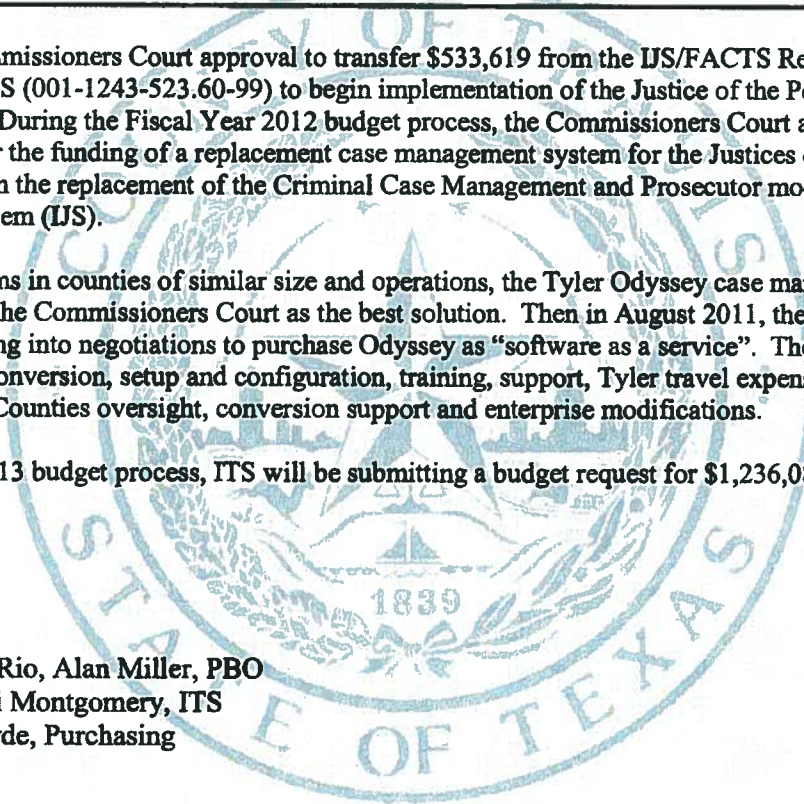 missioners Court approval to transfer $533,619 from the IJS/FACTS Re
S (001-1243-523.60-99) to begin implementation of the Justice of the P
During the Fiscal Year 2012 budget process, the Commissioners Court a
the funding of a replacement case management system for the Justices
the replacement of the Criminal Case Management and Prosecutor mo
em (IJS).
ns in counties of similar size and operations, the Tyler Odyssey case ma
he Commissioners Court as the best solution. Then in August 2011, the
ng into negotiations to purchase Odyssey as "software as a service". The
onversion, setup and configuration, training, support, Tyler travel expen
Counties oversight, conversion support and enterprise modifications.
13 budget process, ITS will be submitting a budget request for $1,236,0
Rio, Alan Miller, PBO
i Montgomery, ITS
de, Purchasing
COUNTY OF TRAVIS
1839
STATE OF TEXAS